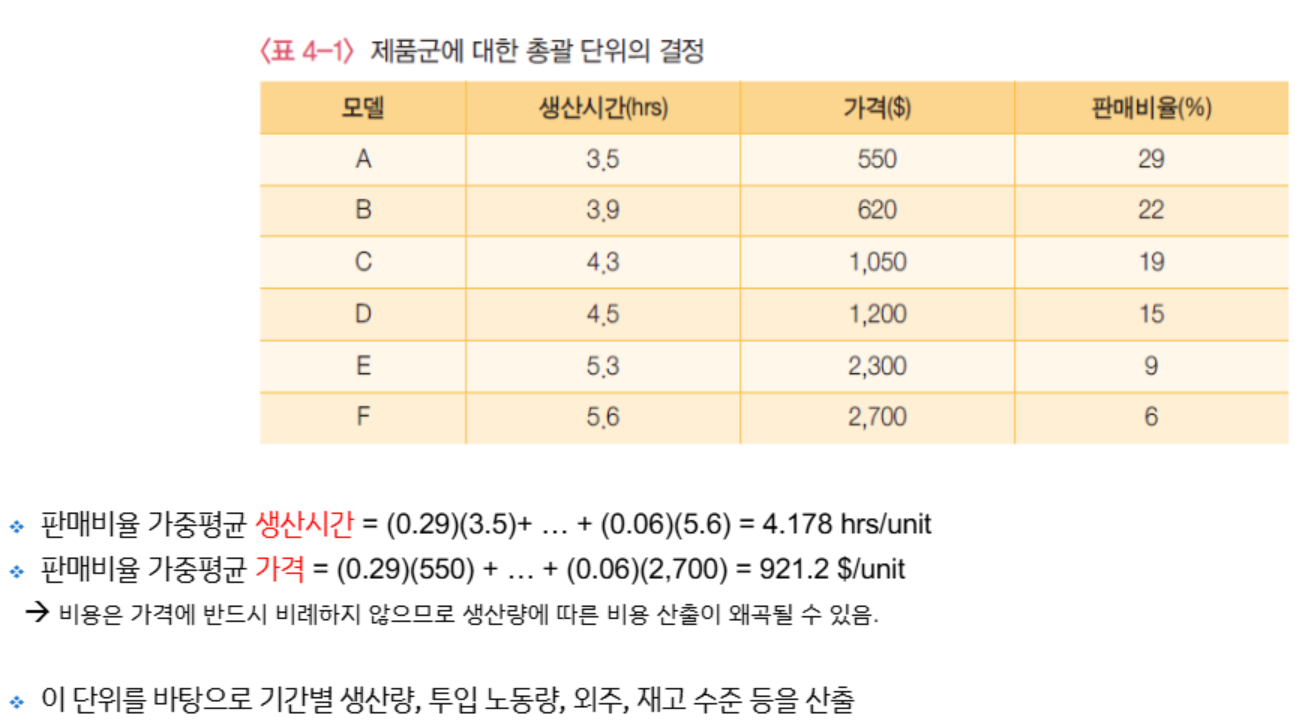 〈표 4-1〉 제품군에 대한 총괄 단위의 결정
모델 생산시간(hrs) 가격($) 판매비율(%)
A 3.5 550 29
B 3.9 620 22
C 4.3 1,050 19
D 4.5 1,200 15
E 5.3 2,300 9
F 5.6 2,700 6
❖ 판매비율 가중평균 생산시간 = (0.29)(3.5)+ … + (0.06)(5.6) = 4.178 hrs/unit
❖ 판매비율 가중평균 가격 = (0.29)(550) + … + (0.06)(2,700) = 921.2 $/unit
→ 비용은 가격에 반드시 비례하지 않으므로 생산량에 따른 비용 산출이 왜곡될 수 있음.
❖ 이 단위를 바탕으로 기간별 생산량, 투입 노동량, 외주, 재고 수준 등을 산출